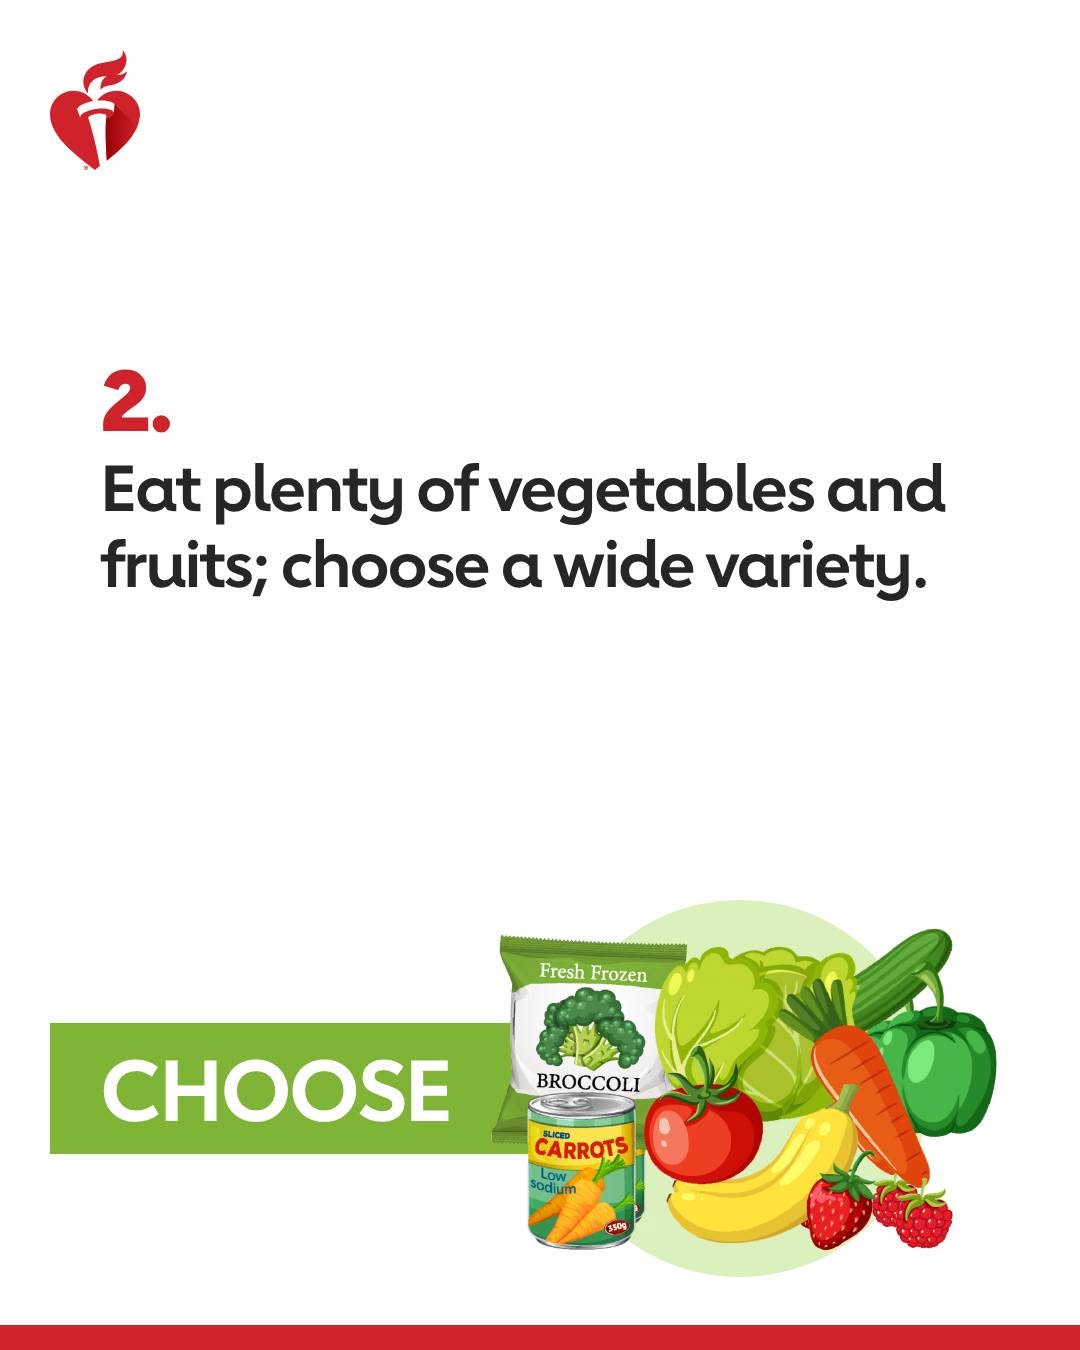 2.
Eat plenty of vegetables and
fruits; choose a wide variety.
CHOOSE
Fresh Frozen
BROCCOLI
SLICED
CARROTS
Low
sodium
350g